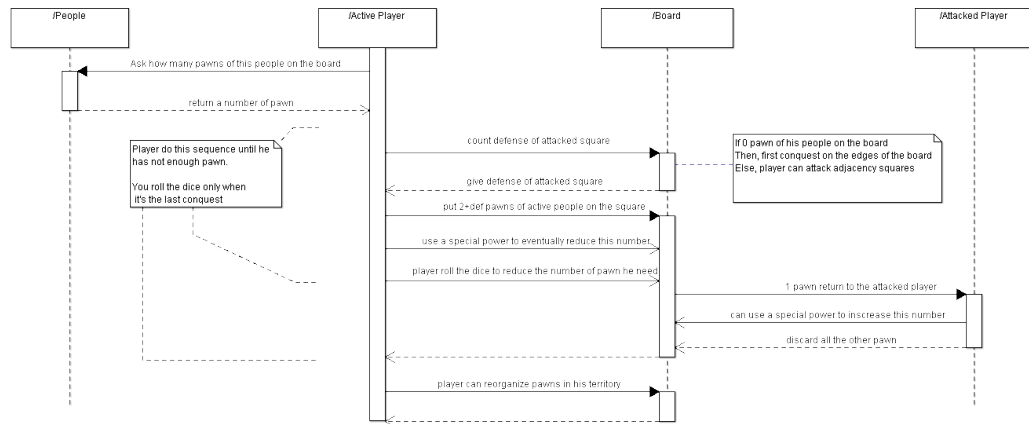 /People
/Active Player
/Board
/Attacked Player
Ask how many pawns of this people on the board
return a number of pawn
Player do this sequence until he
has not enough pawn.
You roll the dice only when
it's the last conquest
count defense of attacked square
If 0 pawn of his people on the board
Then, first conquest on the edges of the board
Else, player can attack adjacency squares
give defense of attacked square
put 2+def pawns of active people on the square
use a special power to eventually reduce this number
player roll the dice to reduce the number of pawn he need
1 pawn return to the attacked player
can use a special power to inscrease this number
discard all the other pawn
player can reorganize pawns in his territory